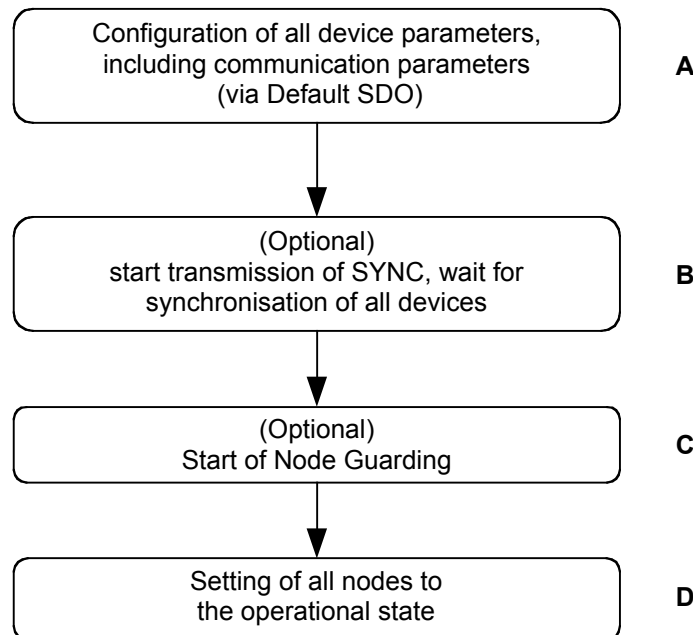 Configuration of all device parameters,
including communication parameters
(via Default SDO)
A
(Optional)
start transmission of SYNC, wait for
synchronisation of all devices
B
(Optional)
Start of Node Guarding
C
Setting of all nodes to
the operational state
D